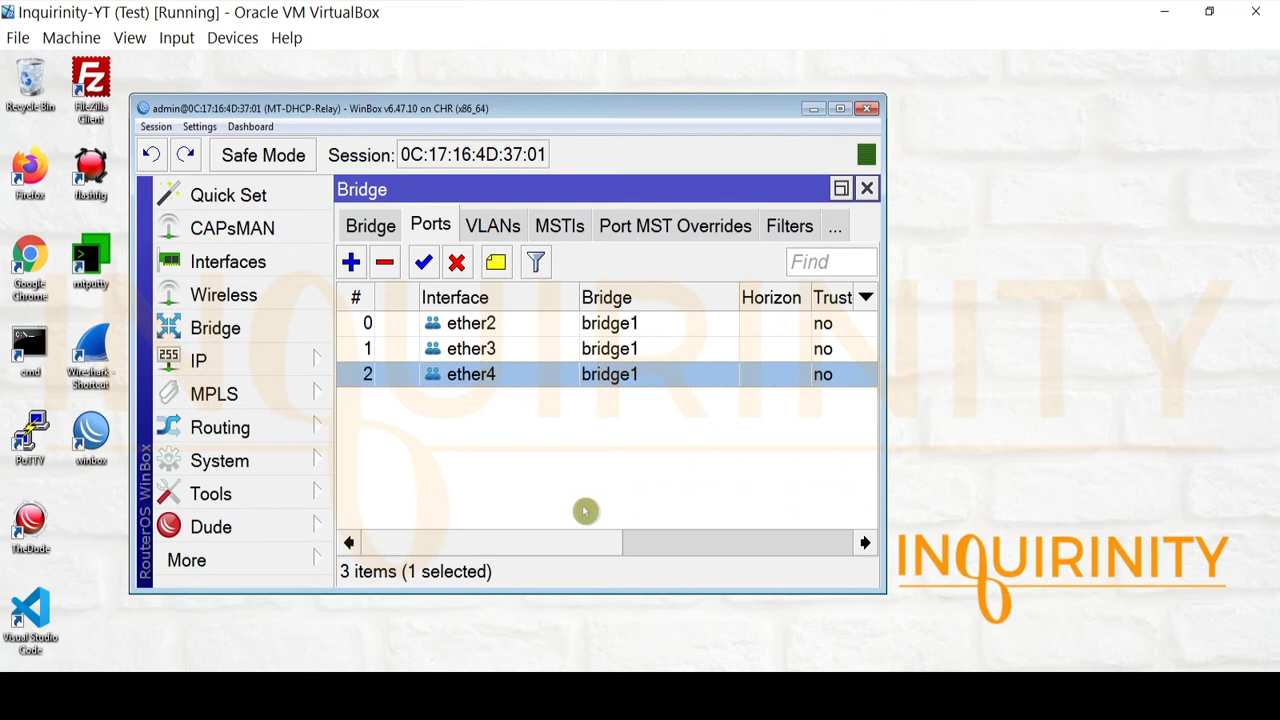 Inquirinity-YT (Test) [Running] - Oracle VM VirtualBox
File Machine View Input Devices Help
Recycle Bin
FileZilla Client
Firefox
flashfig
Google Chrome
mtputty
cmd
Wireshark - Shortcut
PuTTY
winbox
TheDude
Visual Studio Code
admin@0C:17:16:4D:37:01 (MT-DHCP-Relay) - WinBox v6.47.10 on CHR (x86_64)
Session Settings Dashboard
Safe Mode Session: 0C:17:16:4D:37:01
RouterOS WinBox
Quick Set
CAPsMAN
Interfaces
Wireless
Bridge
255 IP
MPLS
Routing
System
Tools
Dude
More
Bridge
Bridge Ports VLANs MSTIs Port MST Overrides Filters ...
Find
# Interface Bridge Horizon Trust
0 ether2 bridge1 no
1 ether3 bridge1 no
2 ether4 bridge1 no
3 items (1 selected)
INQUIRINITY
INQUIRINITY